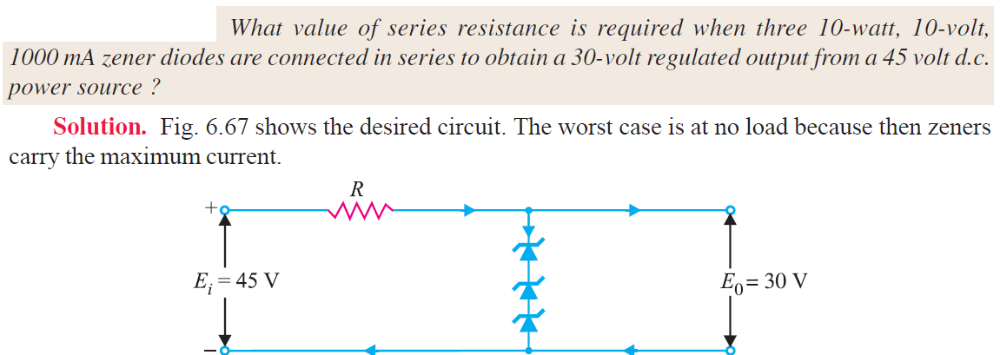 What value of series resistance is required when three 10-watt, 10-volt,
1000 mA zener diodes are connected in series to obtain a 30-volt regulated output from a 45 volt d.c.
power source ?
Solution. Fig. 6.67 shows the desired circuit. The worst case is at no load because then zeners
carry the maximum current.
R
+
Eᵢ = 45 V
E₀ = 30 V
–